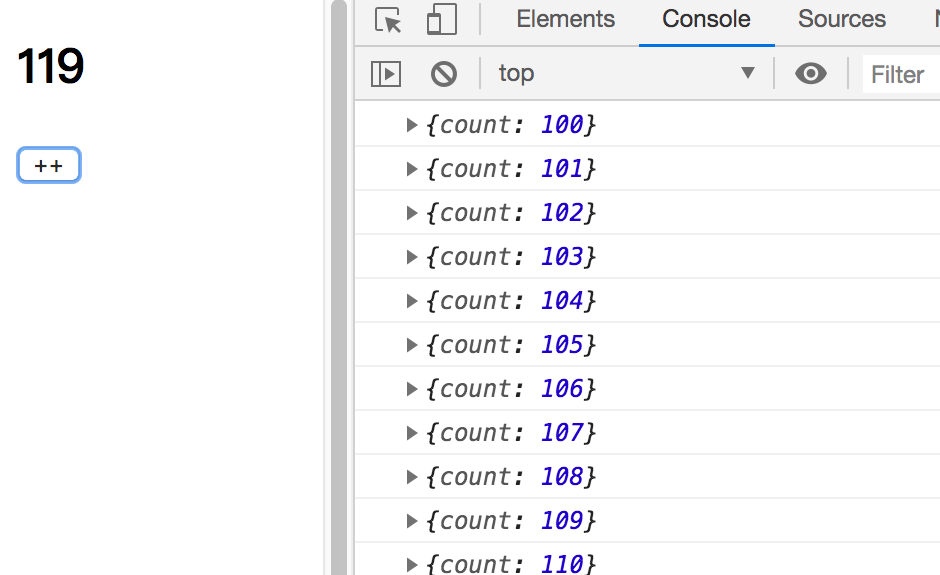 119
++
Elements Console Sources
top ▼ Filter
▶ {count: 100}
▶ {count: 101}
▶ {count: 102}
▶ {count: 103}
▶ {count: 104}
▶ {count: 105}
▶ {count: 106}
▶ {count: 107}
▶ {count: 108}
▶ {count: 109}
▶ {count: 110}